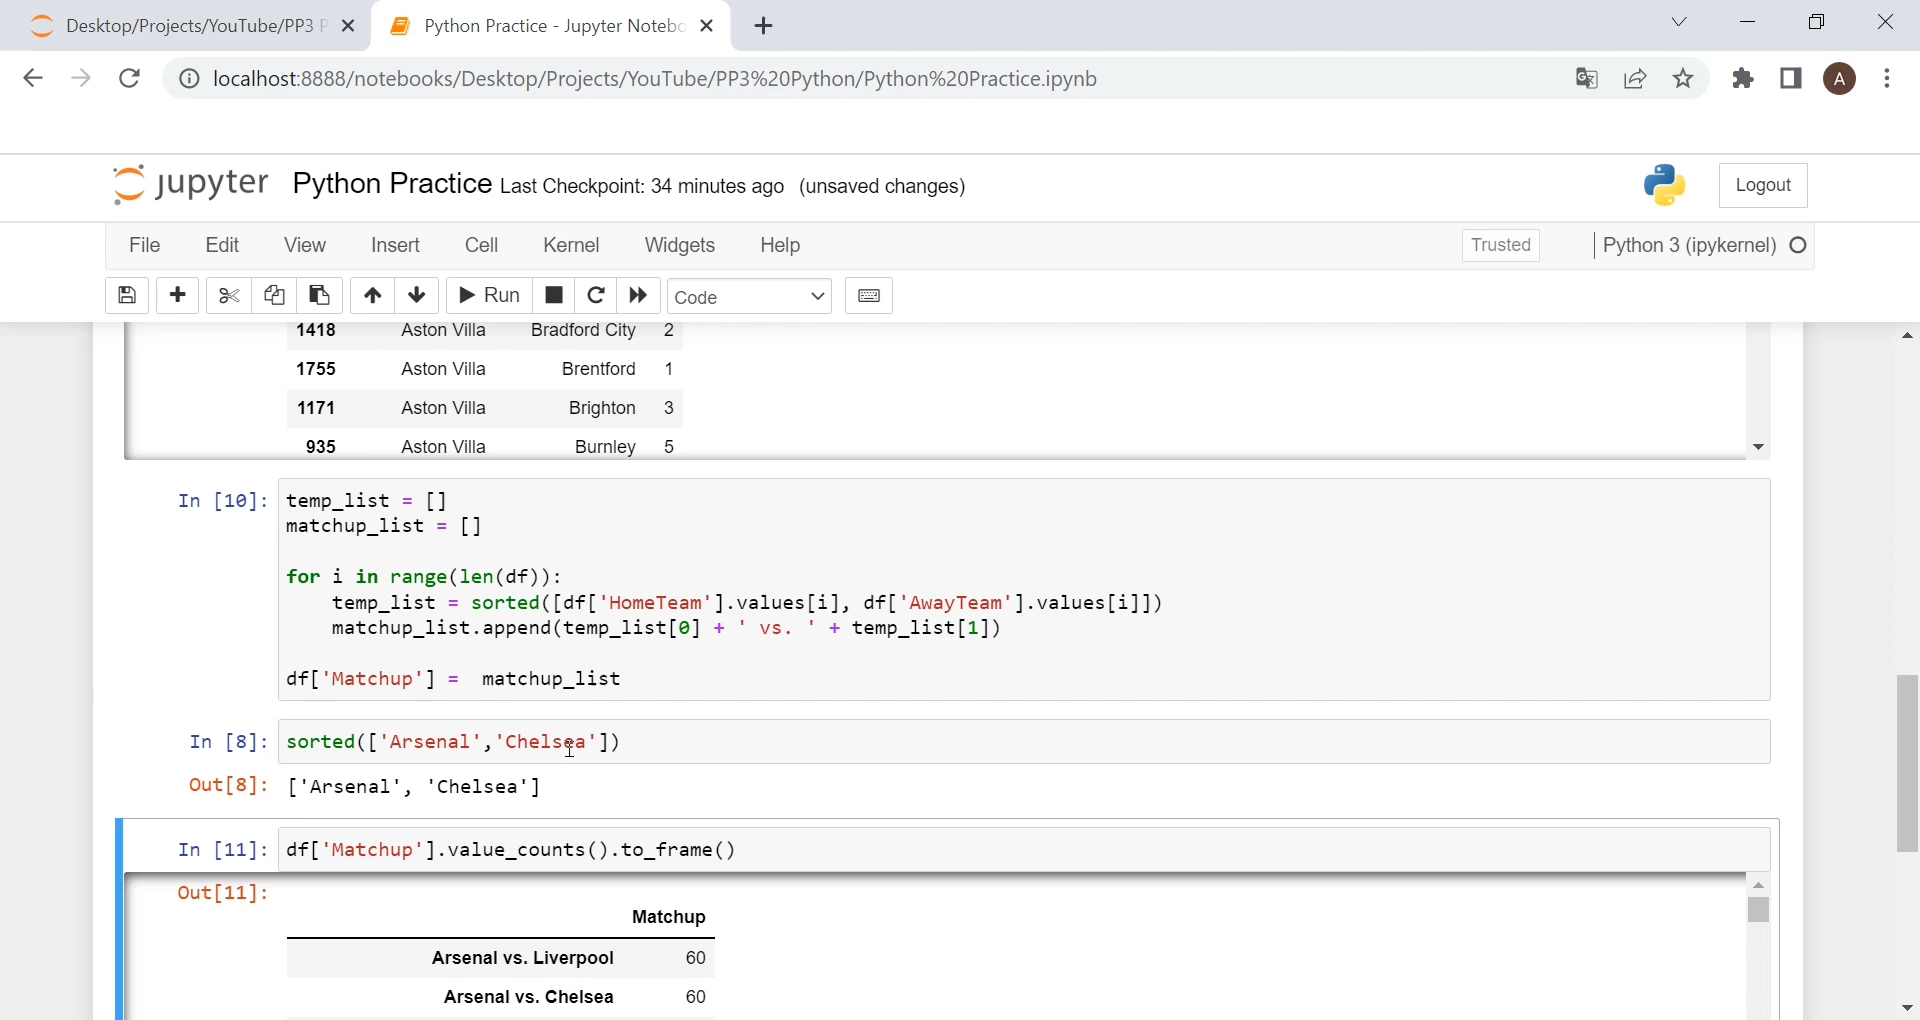 Desktop/Projects/YouTube/PP3 P
Python Practice - Jupyter Notebo
localhost:8888/notebooks/Desktop/Projects/YouTube/PP3%20Python/Python%20Practice.ipynb
A
jupyter Python Practice Last Checkpoint: 34 minutes ago (unsaved changes)
Logout
File Edit View Insert Cell Kernel Widgets Help
Trusted
Python 3 (ipykernel)
Run
Code
1418 Aston Villa Bradford City 2
1755 Aston Villa Brentford 1
1171 Aston Villa Brighton 3
935 Aston Villa Burnley 5
In [10]: temp_list = []
matchup_list = []
for i in range(len(df)):
temp_list = sorted([df['HomeTeam'].values[i], df['AwayTeam'].values[i]])
matchup_list.append(temp_list[0] + ' vs. ' + temp_list[1])
df['Matchup'] =  matchup_list
In [8]: sorted(['Arsenal','Chelsea'])
Out[8]: ['Arsenal', 'Chelsea']
In [11]: df['Matchup'].value_counts().to_frame()
Out[11]:
Matchup
Arsenal vs. Liverpool 60
Arsenal vs. Chelsea 60